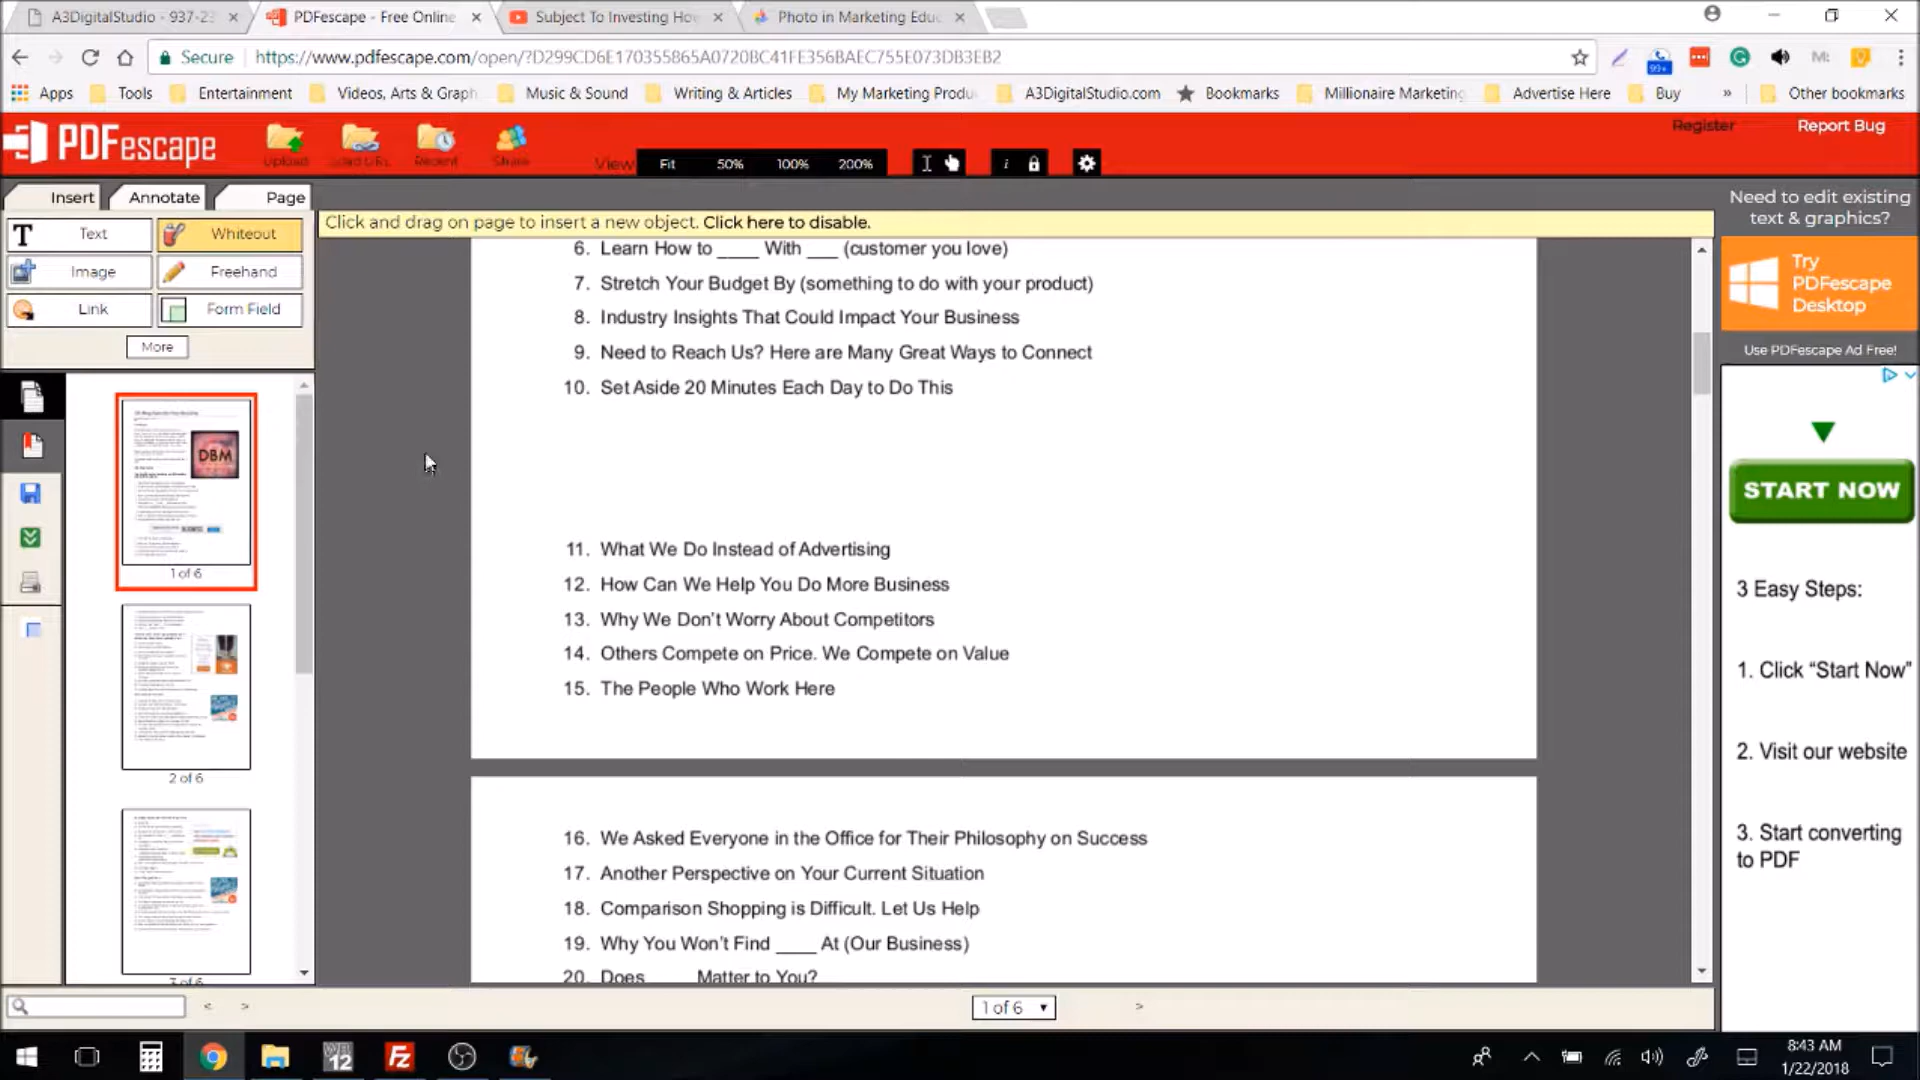 A3DigitalStudio - 937-23
PDFescape - Free Online
Subject To Investing Ho
Photo in Marketing Edu
Secure
https://www.pdfescape.com/open/?D299CD6E170355865A0720BC41FE356BAEC755E073DB3EB2
99+
Apps
Tools
Entertainment
Videos, Arts & Graph
Music & Sound
Writing & Articles
My Marketing Produ
A3DigitalStudio.com
Bookmarks
Millionaire Marketing
Advertise Here
Buy
»
Other bookmarks
PDFescape
Upload
Load URL
Recent
Share
View
Fit
50%
100%
200%
Register
Report Bug
Insert
Annotate
Page
Text
Whiteout
Image
Freehand
Link
Form Field
More
Click and drag on page to insert a new object. Click here to disable.
6. Learn How to ____ With ___ (customer you love)
7. Stretch Your Budget By (something to do with your product)
8. Industry Insights That Could Impact Your Business
9. Need to Reach Us? Here are Many Great Ways to Connect
10. Set Aside 20 Minutes Each Day to Do This
11. What We Do Instead of Advertising
12. How Can We Help You Do More Business
13. Why We Don't Worry About Competitors
14. Others Compete on Price. We Compete on Value
15. The People Who Work Here
16. We Asked Everyone in the Office for Their Philosophy on Success
17. Another Perspective on Your Current Situation
18. Comparison Shopping is Difficult. Let Us Help
19. Why You Won't Find ____ At (Our Business)
20. Does ____ Matter to You?
DBM
1 of 6
2 of 6
3 of 6
Need to edit existing
text & graphics?
Try
PDFescape
Desktop
Use PDFescape Ad Free!
START NOW
3 Easy Steps:
1. Click “Start Now”
2. Visit our website
3. Start converting
to PDF
< >
1 of 6
>
12
8:43 AM
1/22/2018